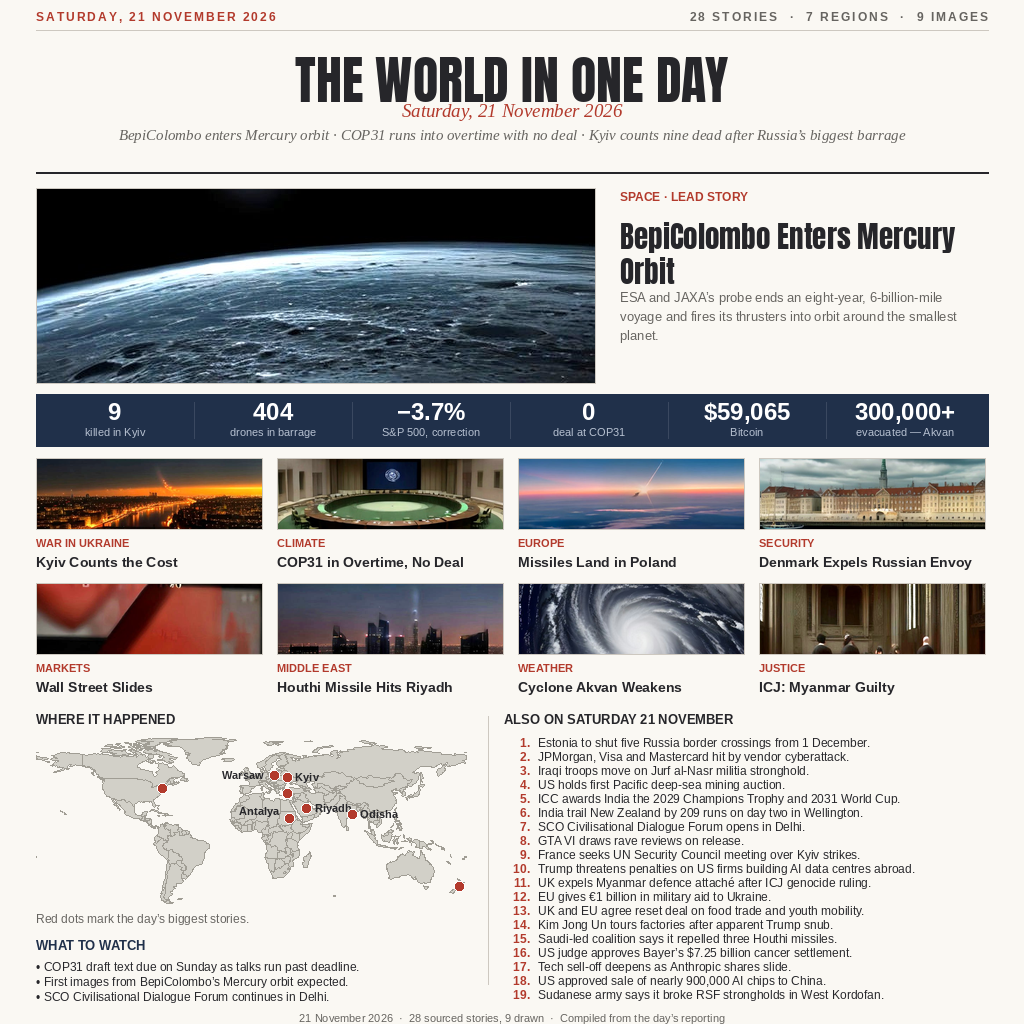 SATURDAY, 21 NOVEMBER 2026
28 STORIES · 7 REGIONS · 9 IMAGES
THE WORLD IN ONE DAY
Saturday, 21 November 2026
BepiColombo enters Mercury orbit · COP31 runs into overtime with no deal · Kyiv counts nine dead after Russia’s biggest barrage
SPACE · LEAD STORY
BepiColombo Enters Mercury
Orbit
ESA and JAXA’s probe ends an eight-year, 6-billion-mile
voyage and fires its thrusters into orbit around the smallest
planet.
9
killed in Kyiv
404
drones in barrage
−3.7%
S&P 500, correction
0
deal at COP31
$59,065
Bitcoin
300,000+
evacuated — Akvan
WAR IN UKRAINE
Kyiv Counts the Cost
CLIMATE
COP31 in Overtime, No Deal
EUROPE
Missiles Land in Poland
SECURITY
Denmark Expels Russian Envoy
MARKETS
Wall Street Slides
MIDDLE EAST
Houthi Missile Hits Riyadh
WEATHER
Cyclone Akvan Weakens
JUSTICE
ICJ: Myanmar Guilty
WHERE IT HAPPENED
Warsaw
Kyiv
Antalya
Riyadh
Odisha
Red dots mark the day’s biggest stories.
WHAT TO WATCH
• COP31 draft text due on Sunday as talks run past deadline.
• First images from BepiColombo’s Mercury orbit expected.
• SCO Civilisational Dialogue Forum continues in Delhi.
ALSO ON SATURDAY 21 NOVEMBER
1. Estonia to shut five Russia border crossings from 1 December.
2. JPMorgan, Visa and Mastercard hit by vendor cyberattack.
3. Iraqi troops move on Jurf al-Nasr militia stronghold.
4. US holds first Pacific deep-sea mining auction.
5. ICC awards India the 2029 Champions Trophy and 2031 World Cup.
6. India trail New Zealand by 209 runs on day two in Wellington.
7. SCO Civilisational Dialogue Forum opens in Delhi.
8. GTA VI draws rave reviews on release.
9. France seeks UN Security Council meeting over Kyiv strikes.
10. Trump threatens penalties on US firms building AI data centres abroad.
11. UK expels Myanmar defence attaché after ICJ genocide ruling.
12. EU gives €1 billion in military aid to Ukraine.
13. UK and EU agree reset deal on food trade and youth mobility.
14. Kim Jong Un tours factories after apparent Trump snub.
15. Saudi-led coalition says it repelled three Houthi missiles.
16. US judge approves Bayer’s $7.25 billion cancer settlement.
17. Tech sell-off deepens as Anthropic shares slide.
18. US approved sale of nearly 900,000 AI chips to China.
19. Sudanese army says it broke RSF strongholds in West Kordofan.
21 November 2026 · 28 sourced stories, 9 drawn · Compiled from the day’s reporting